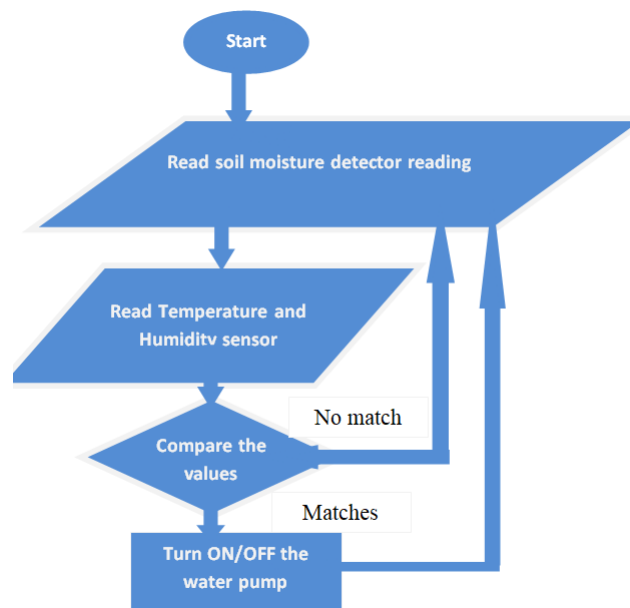 Start
Read soil moisture detector reading
Read Temperature and
Humidity sensor
No match
Compare the
values
Matches
Turn ON/OFF the
water pump